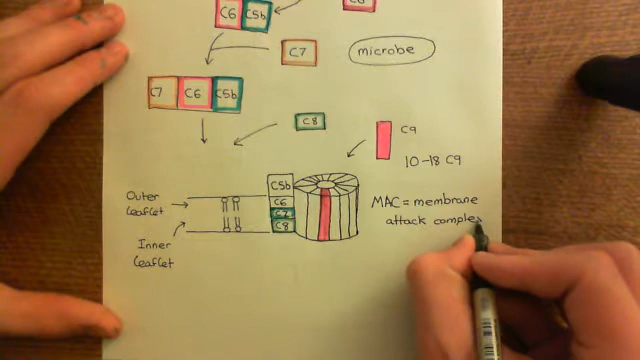 C6 C5b
C7
microbe
C7 C6 C5b
C8
C9
10-18 C9
C5b
C6
C7
C8
Outer
leaflet
Inner
leaflet
MAC = membrane
attack complex